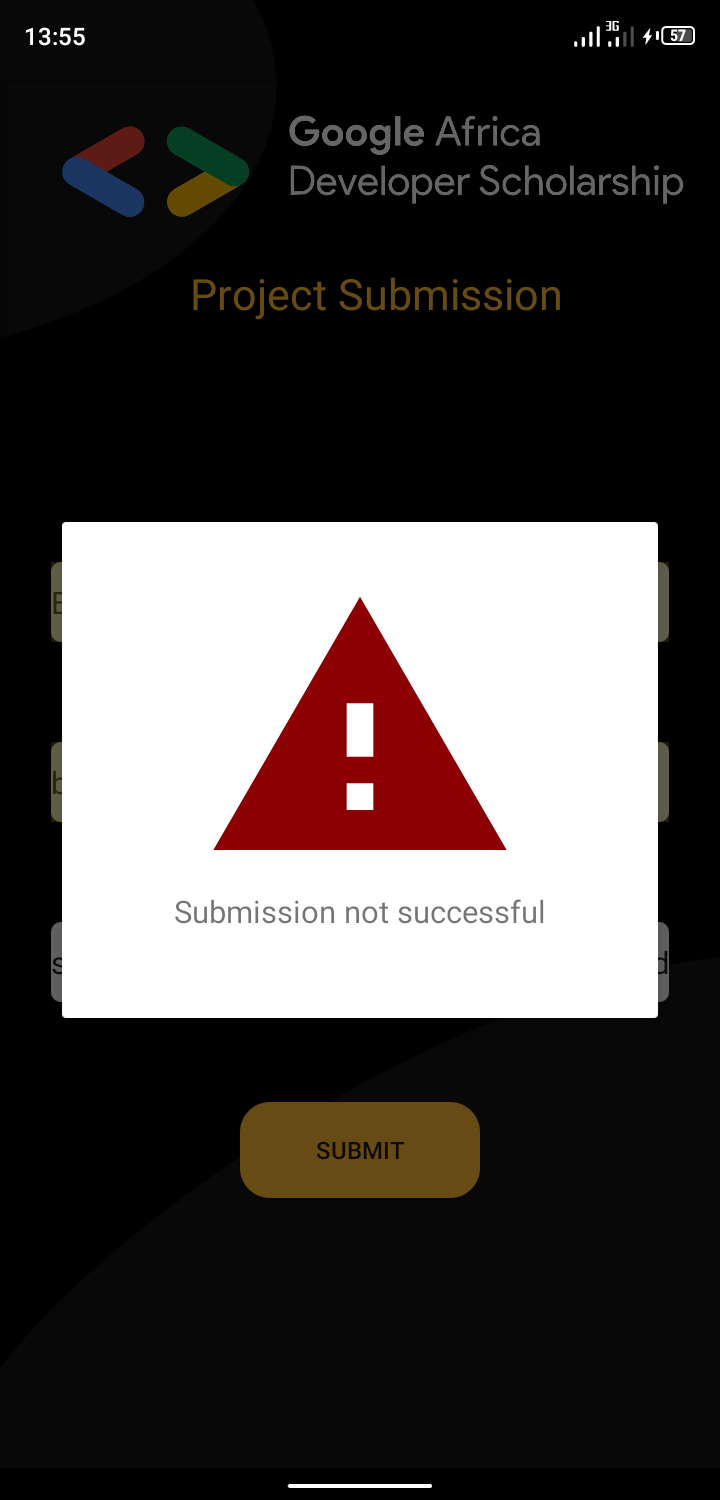 13:55
3G
57
Google Africa
Developer Scholarship
Project Submission
Submission not successful
SUBMIT